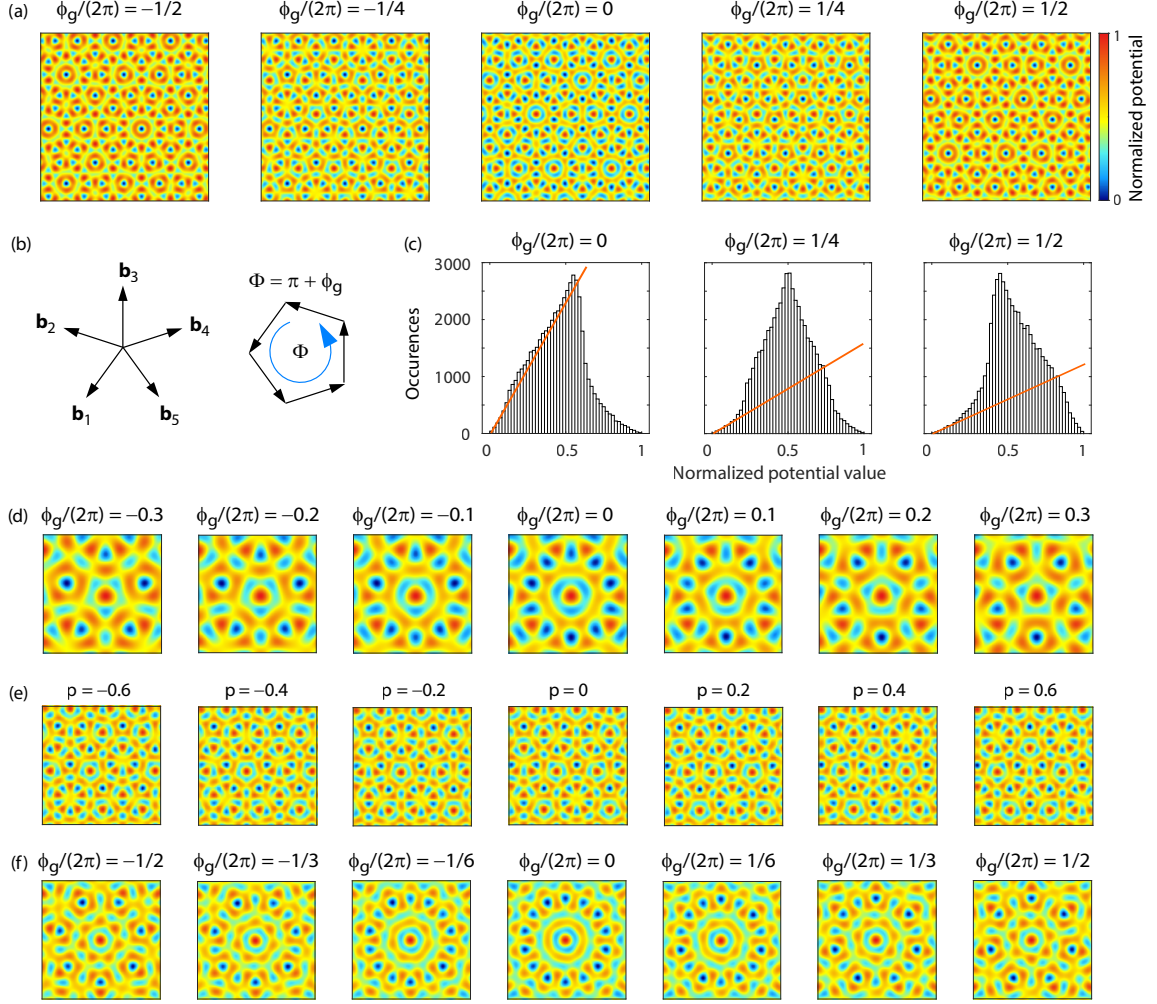 (a) ϕg/(2π) = −1/2 ϕg/(2π) = −1/4 ϕg/(2π) = 0 ϕg/(2π) = 1/4 ϕg/(2π) = 1/2
1
Normalized potential
0
(b)
b3
b2
b4
b1
b5
Φ = π + ϕg
Φ
(c) ϕg/(2π) = 0 ϕg/(2π) = 1/4 ϕg/(2π) = 1/2
Occurences
3000
2000
1000
0
0 0.5 1 0 0.5 1 0 0.5 1
Normalized potential value
(d) ϕg/(2π) = −0.3 ϕg/(2π) = −0.2 ϕg/(2π) = −0.1 ϕg/(2π) = 0 ϕg/(2π) = 0.1 ϕg/(2π) = 0.2 ϕg/(2π) = 0.3
(e) p = −0.6 p = −0.4 p = −0.2 p = 0 p = 0.2 p = 0.4 p = 0.6
(f) ϕg/(2π) = −1/2 ϕg/(2π) = −1/3 ϕg/(2π) = −1/6 ϕg/(2π) = 0 ϕg/(2π) = 1/6 ϕg/(2π) = 1/3 ϕg/(2π) = 1/2